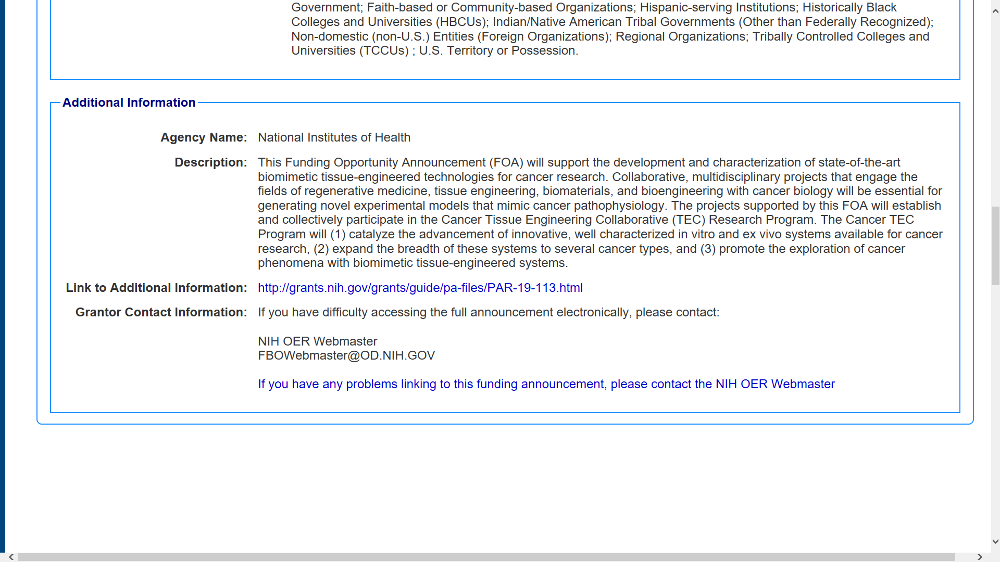 Government; Faith-based or Community-based Organizations; Hispanic-serving Institutions; Historically Black
Colleges and Universities (HBCUs); Indian/Native American Tribal Governments (Other than Federally Recognized);
Non-domestic (non-U.S.) Entities (Foreign Organizations); Regional Organizations; Tribally Controlled Colleges and
Universities (TCCUs) ; U.S. Territory or Possession.
Additional Information
Agency Name: National Institutes of Health
Description: This Funding Opportunity Announcement (FOA) will support the development and characterization of state-of-the-art
biomimetic tissue-engineered technologies for cancer research. Collaborative, multidisciplinary projects that engage the
fields of regenerative medicine, tissue engineering, biomaterials, and bioengineering with cancer biology will be essential for
generating novel experimental models that mimic cancer pathophysiology. The projects supported by this FOA will establish
and collectively participate in the Cancer Tissue Engineering Collaborative (TEC) Research Program. The Cancer TEC
Program will (1) catalyze the advancement of innovative, well characterized in vitro and ex vivo systems available for cancer
research, (2) expand the breadth of these systems to several cancer types, and (3) promote the exploration of cancer
phenomena with biomimetic tissue-engineered systems.
Link to Additional Information: http://grants.nih.gov/grants/guide/pa-files/PAR-19-113.html
Grantor Contact Information: If you have difficulty accessing the full announcement electronically, please contact:
NIH OER Webmaster
FBOWebmaster@OD.NIH.GOV
If you have any problems linking to this funding announcement, please contact the NIH OER Webmaster